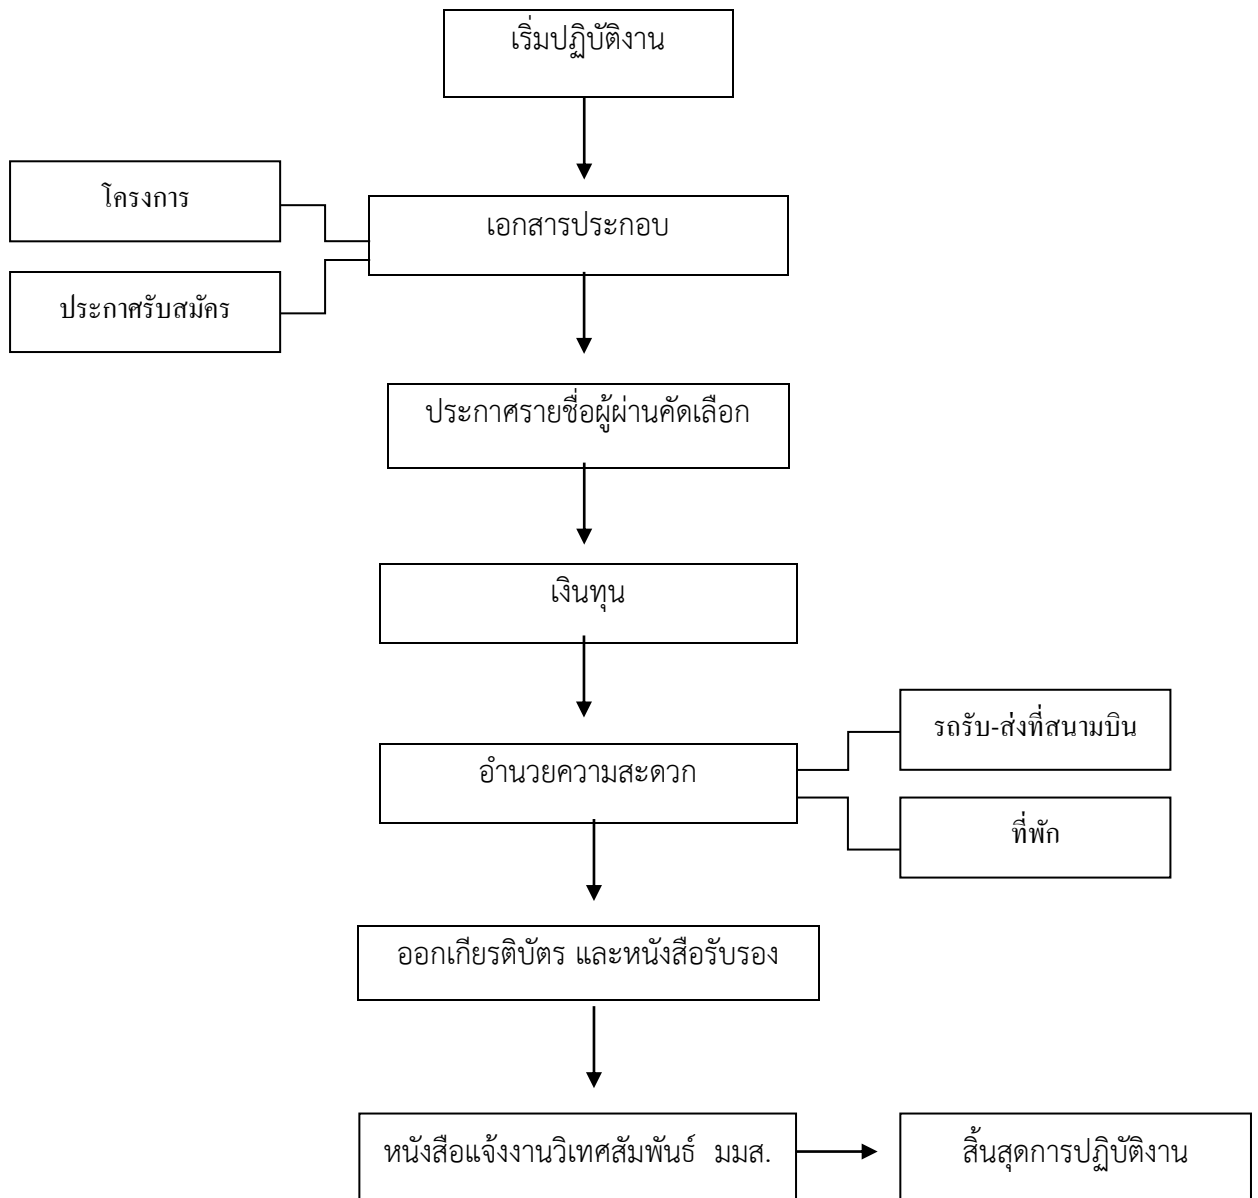 เริ่มปฏิบัติงาน
โครงการ
เอกสารประกอบ
ประกาศรับสมัคร
ประกาศรายชื่อผู้ผ่านคัดเลือก
เงินทุน
รถรับ-ส่งที่สนามบิน
อำนวยความสะดวก
ที่พัก
ออกเกียรติบัตร และหนังสือรับรอง
หนังสือแจ้งงานวิเทศสัมพันธ์ มมส.
สิ้นสุดการปฏิบัติงาน